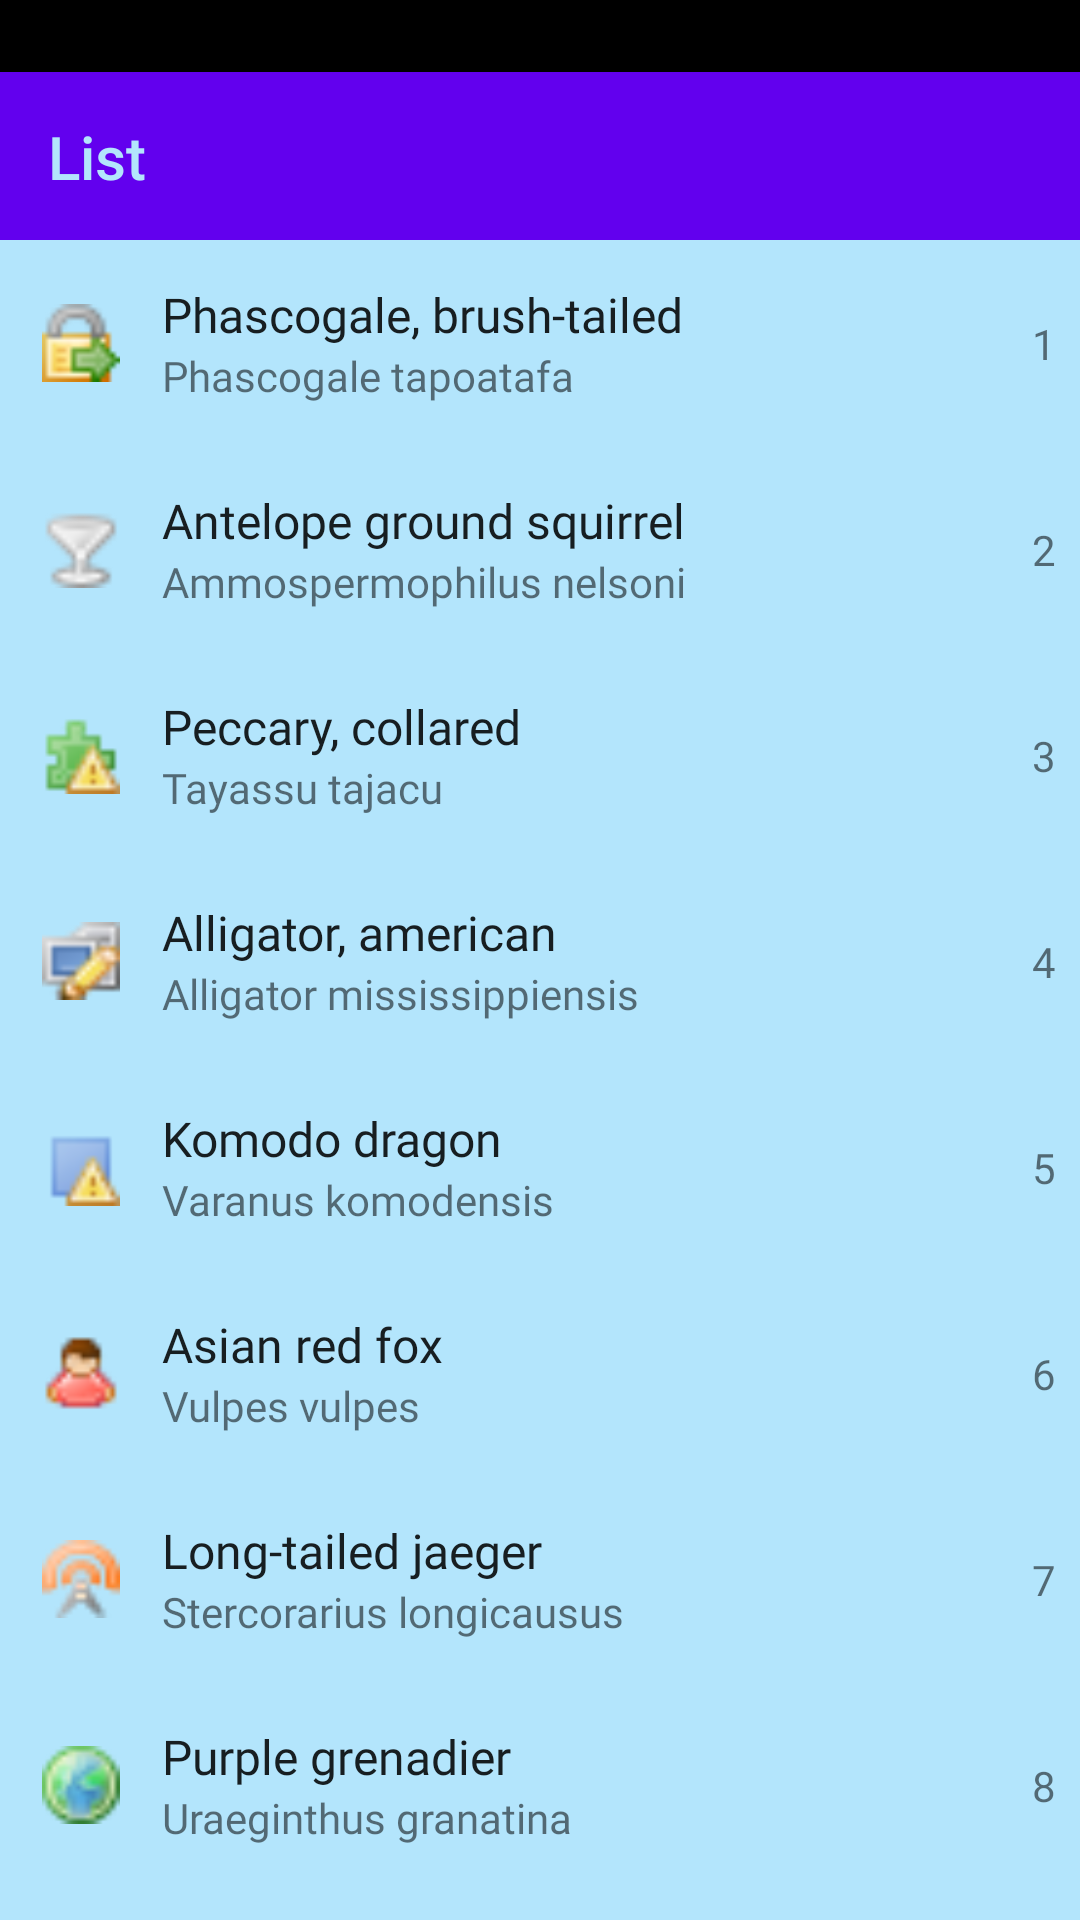 List
Phascogale, brush-tailed
Phascogale tapoatafa
1
Antelope ground squirrel
Ammospermophilus nelsoni
2
Peccary, collared
Tayassu tajacu
3
Alligator, american
Alligator mississippiensis
4
Komodo dragon
Varanus komodensis
5
Asian red fox
Vulpes vulpes
6
Long-tailed jaeger
Stercorarius longicausus
7
Purple grenadier
Uraeginthus granatina
8